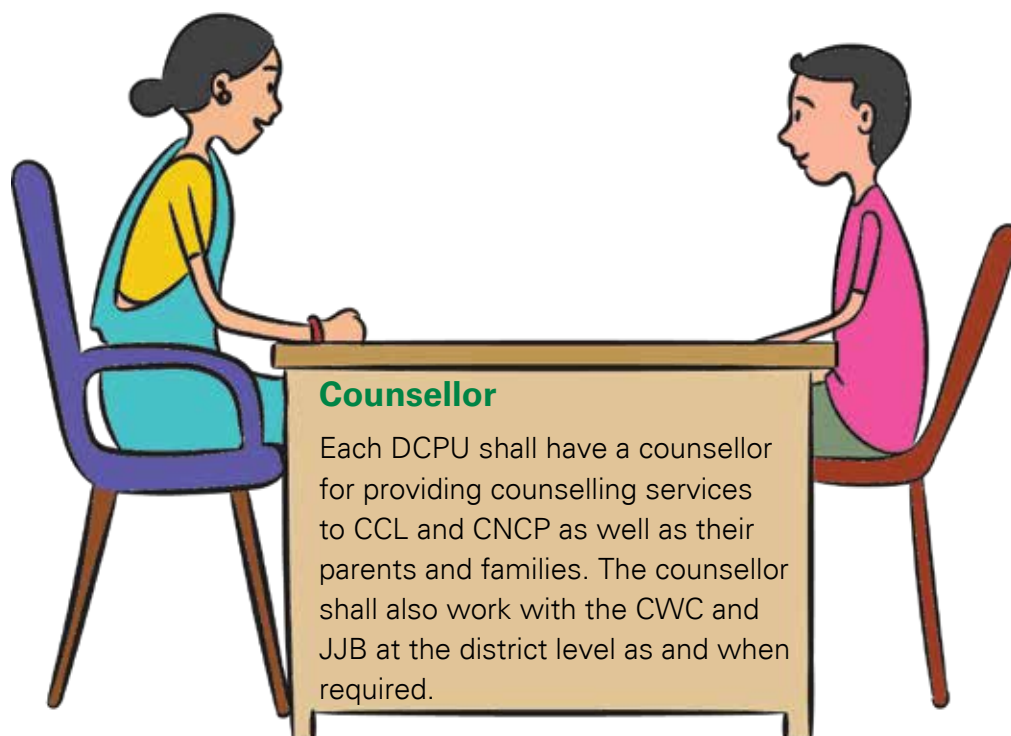 Counsellor
Each DCPU shall have a counsellor
for providing counselling services
to CCL and CNCP as well as their
parents and families. The counsellor
shall also work with the CWC and
JJB at the district level as and when
required.